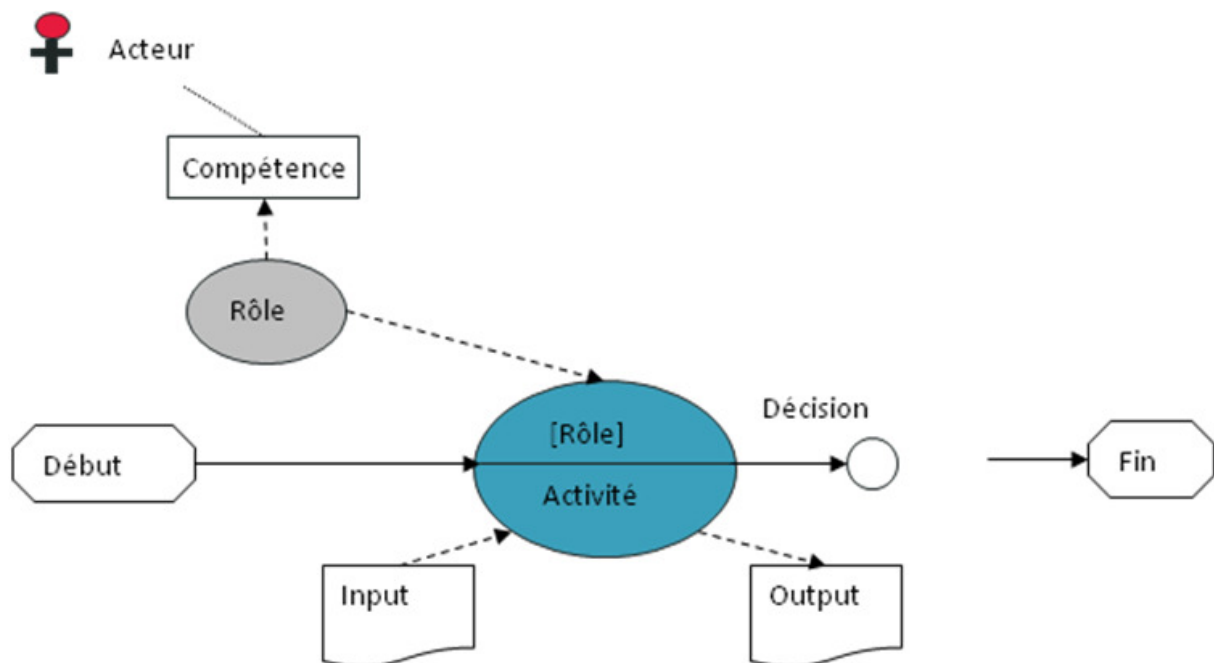 Acteur
Compétence
Rôle
Décision
[Rôle]
Début
Fin
Activité
Input
Output